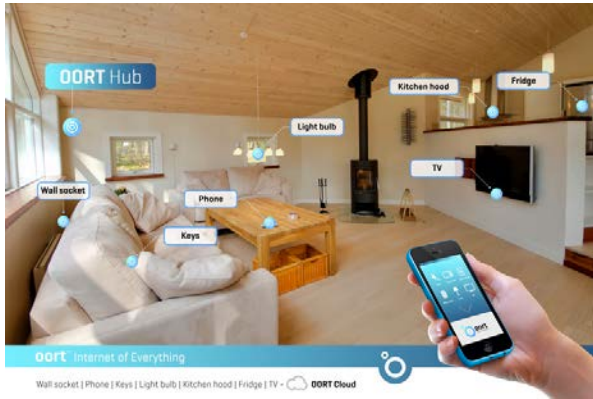 OORT Hub
Kitchen hood
Fridge
Light bulb
TV
Wall socket
Phone
Keys
oort
oort Internet of Everything
Wall socket | Phone | Keys | Light bulb | Kitchen hood | Fridge | TV - OORT Cloud